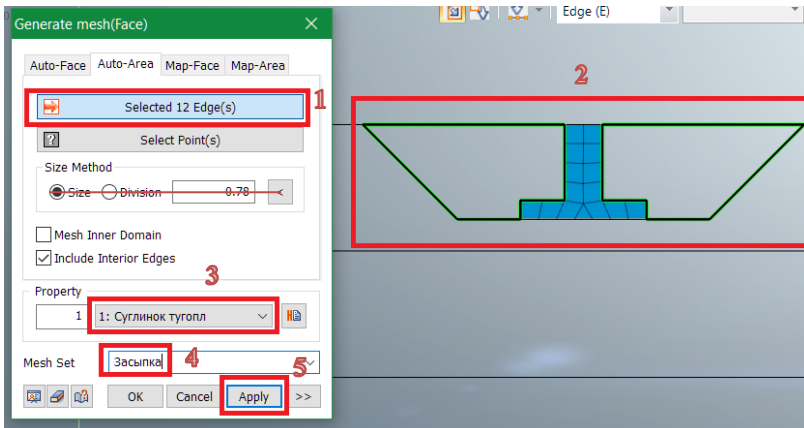 Generate mesh(Face)
Edge (E)
Auto-Face Auto-Area Map-Face Map-Area
Selected 12 Edge(s)
1
2
Select Point(s)
Size Method
Size Division 0.78 <
Mesh Inner Domain
Include Interior Edges
3
Property
1 1: Суглинок тугопл
Mesh Set Засыпка 4 5
OK Cancel Apply >>